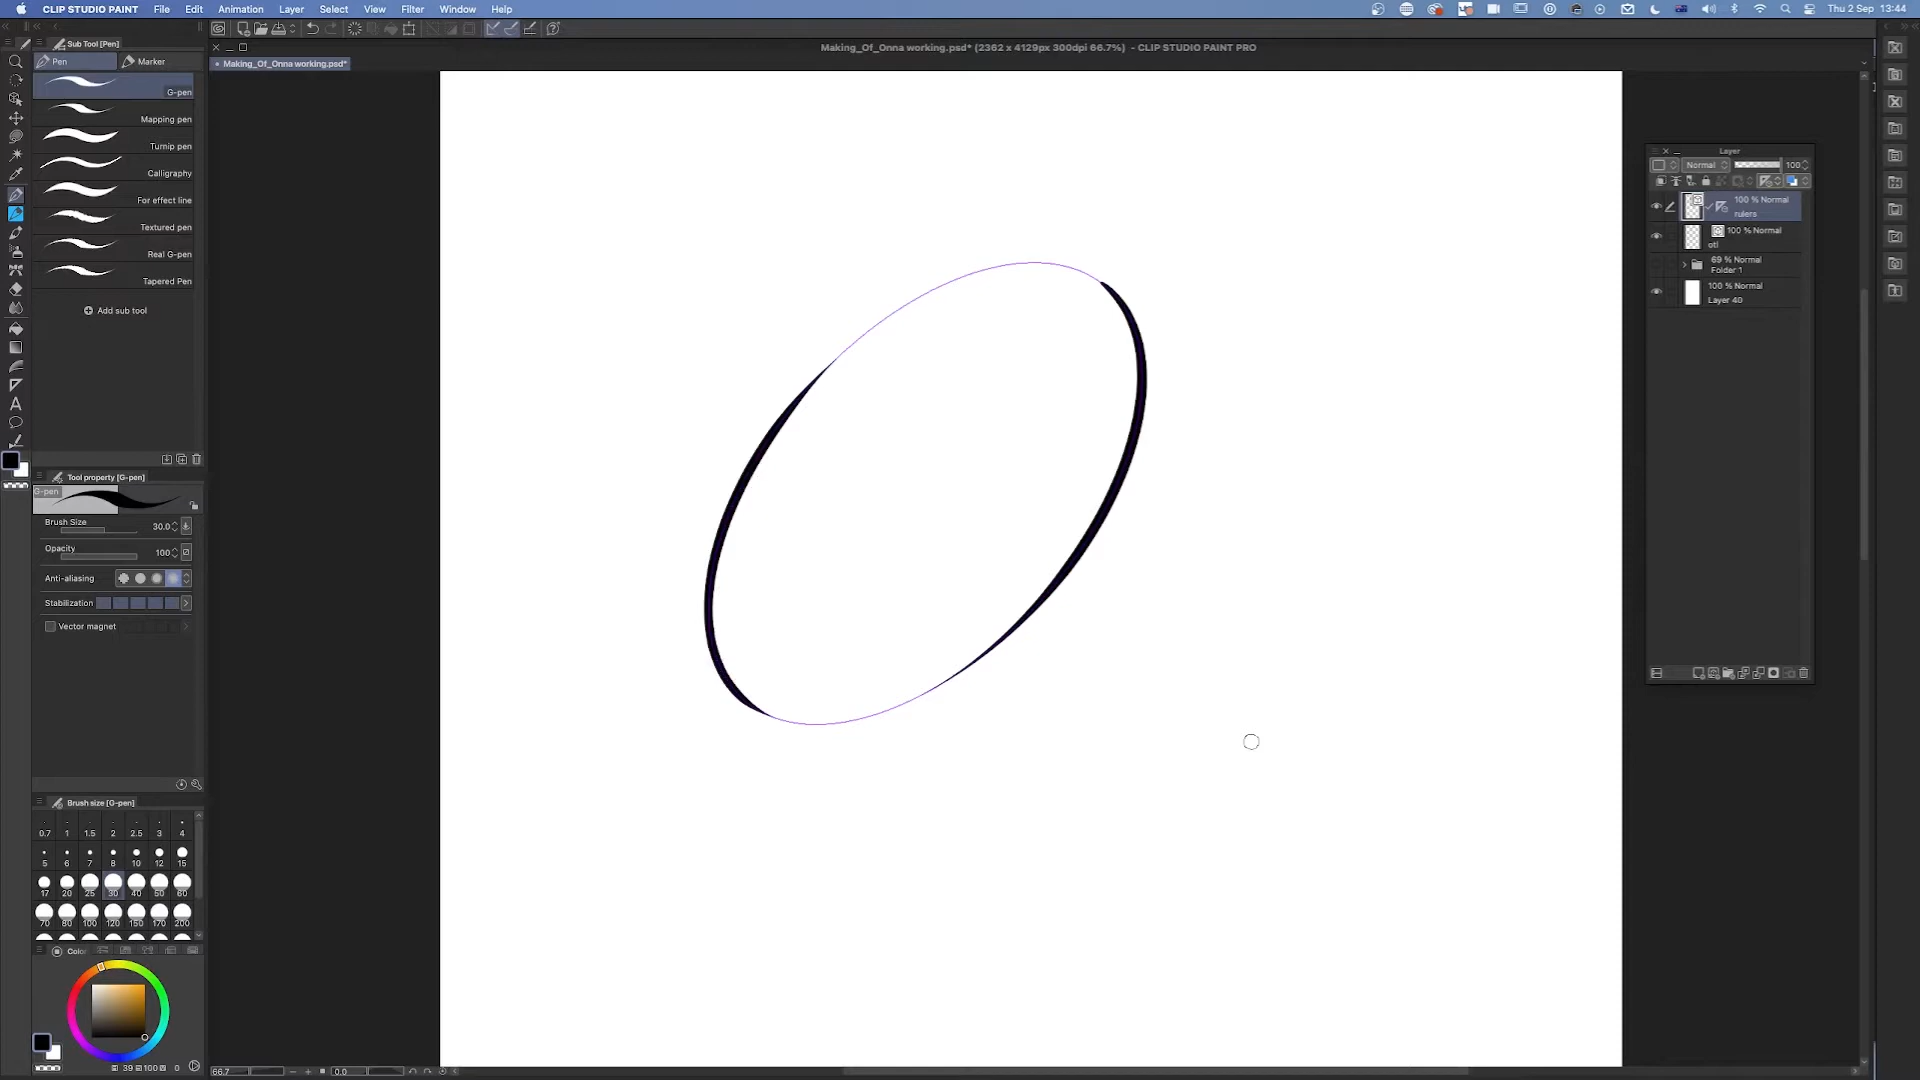 CLIP STUDIO PAINT File Edit Animation Layer Select View Filter Window Help Thu 2 Sep 13:44
Making_Of_Onna working.psd* (2362 x 4129px 300dpi 66.7%) - CLIP STUDIO PAINT PRO
Making_Of_Onna working.psd*
Sub Tool [Pen]
Pen Marker
G-pen
Mapping pen
Turnip pen
Calligraphy
For effect line
Textured pen
Real G-pen
Tapered Pen
Add sub tool
Tool property [G-pen]
G-pen
Brush Size 30.0
Opacity 100
Anti-aliasing
Stabilization
Vector magnet
Brush size [G-pen]
0.7 1 1.5 2 2.5 3 4
5 6 7 8 10 12 15
17 20 25 30 40 50 60
70 80 100 120 150 170 200
Color
39 100 0
66.7 0.0
Layer
Normal 100
100 % Normal
rulers
100 % Normal
otl
69 % Normal
Folder 1
100 % Normal
Layer 40